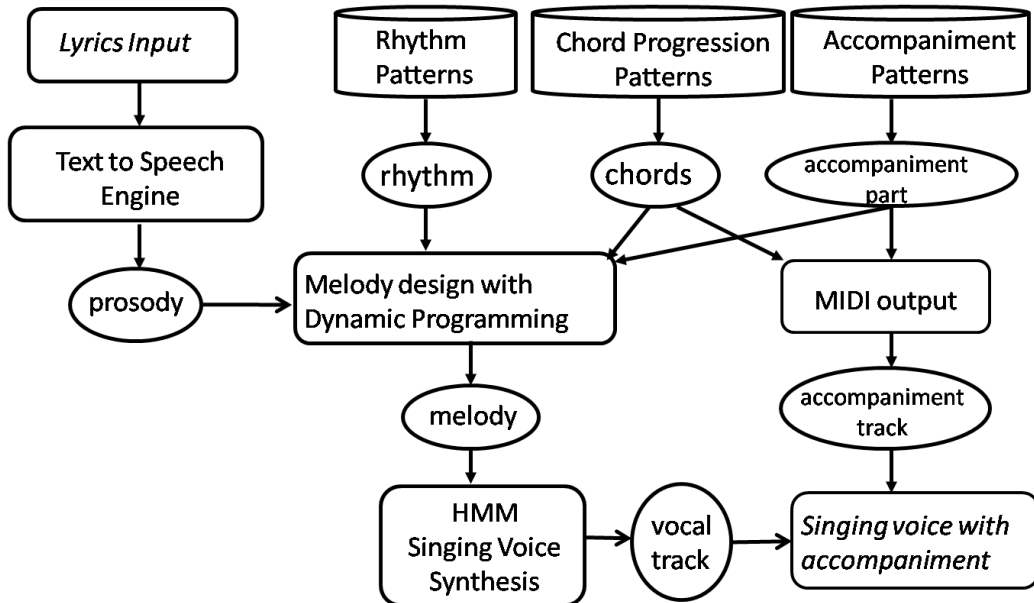 Lyrics Input
Rhythm
Patterns
Chord Progression
Patterns
Accompaniment
Patterns
Text to Speech
Engine
rhythm
chords
accompaniment
part
prosody
Melody design with
Dynamic Programming
MIDI output
melody
accompaniment
track
HMM
Singing Voice
Synthesis
vocal
track
Singing voice with
accompaniment